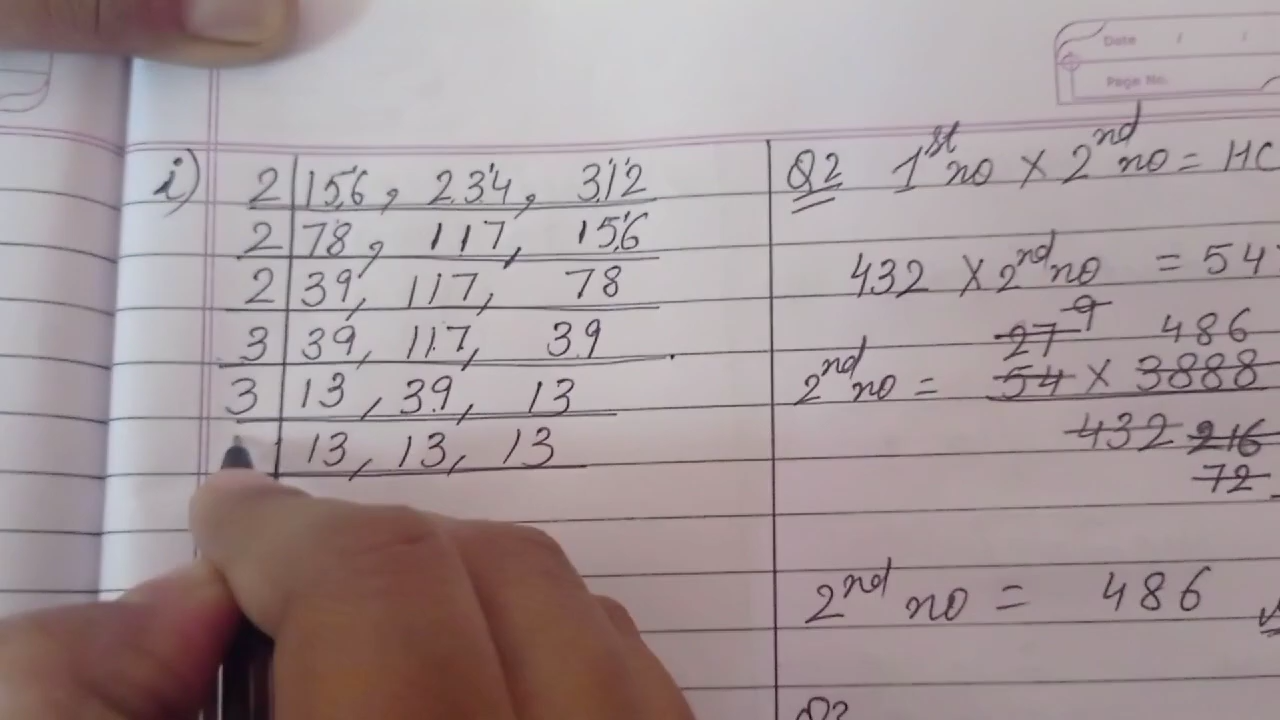 Date / /
Page No.
i) 2 | 156, 234, 312
2 | 78, 117, 156
2 | 39, 117, 78
3 | 39, 117, 39
3 | 13, 39, 13
13, 13, 13
Q2 1st no × 2nd no = HC
432 × 2nd no = 54
27 9 486
2nd no = 54 × 3888
432 216
72
2nd no = 486